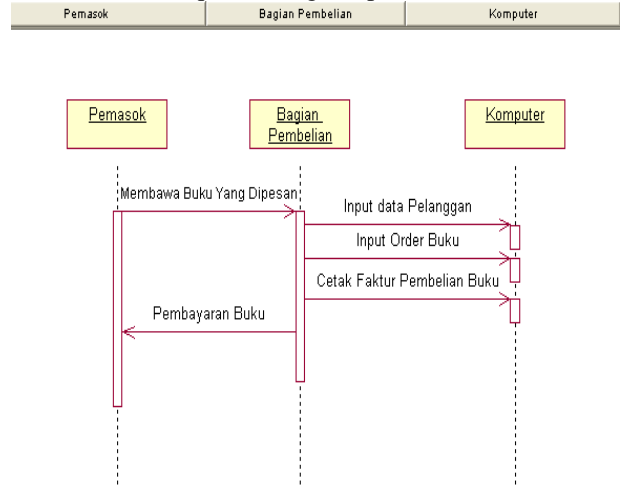 Pemasok
Bagian Pembelian
Komputer
Pemasok
Bagian
Pembelian
Komputer
Membawa Buku Yang Dipesan
Input data Pelanggan
Input Order Buku
Cetak Faktur Pembelian Buku
Pembayaran Buku